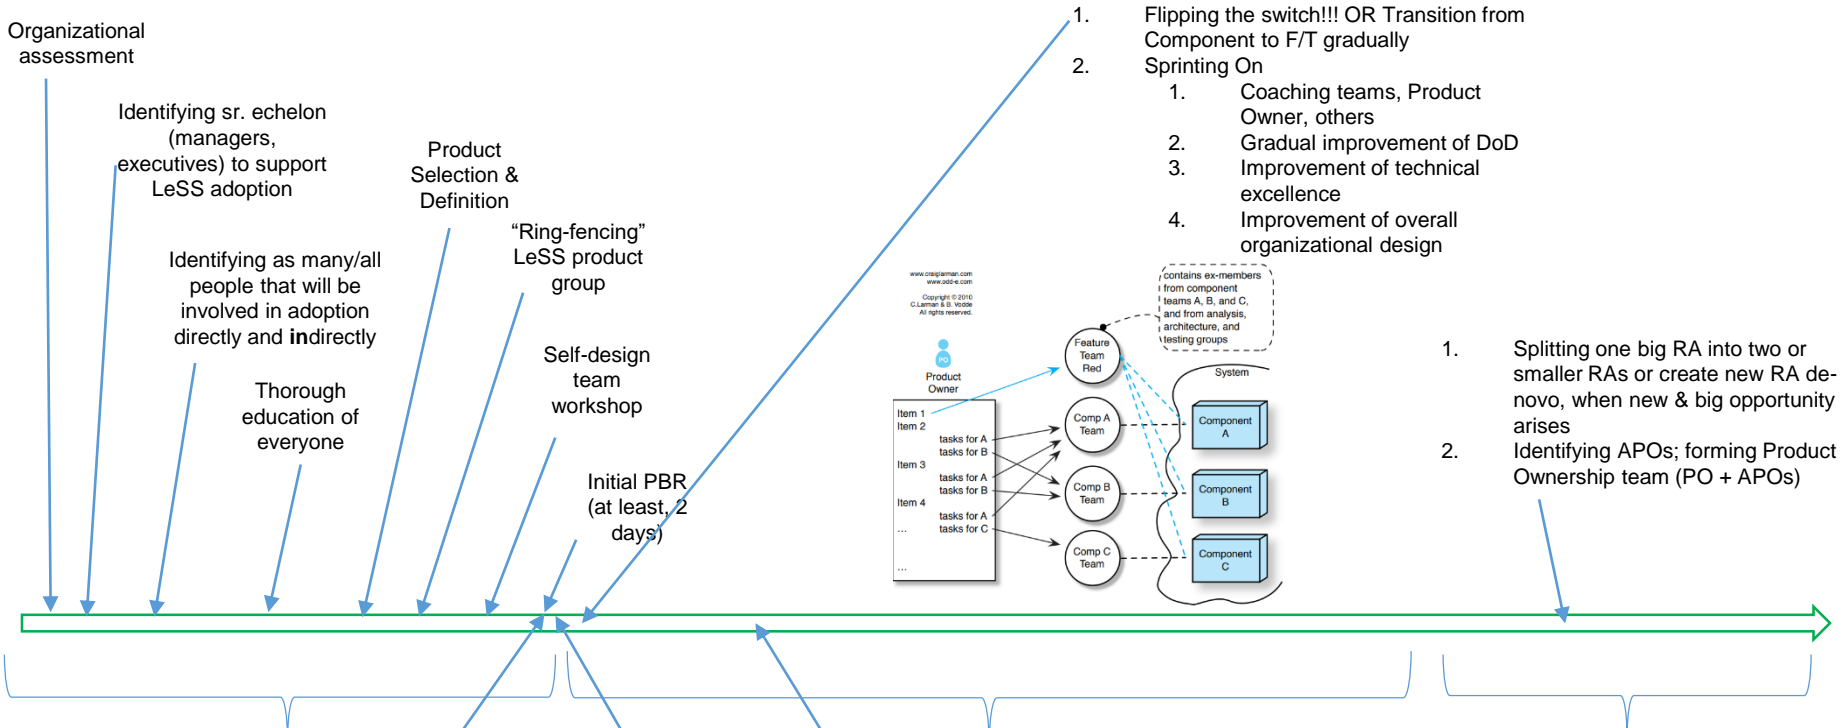 Organizational
assessment
Identifying sr. echelon
(managers,
executives) to support
LeSS adoption
Identifying as many/all
people that will be
involved in adoption
directly and indirectly
Thorough
education of
everyone
Product
Selection &
Definition
“Ring-fencing”
LeSS product
group
Self-design
team
workshop
Initial PBR
(at least, 2
days)
1. Flipping the switch!!! OR Transition from
Component to F/T gradually
2. Sprinting On
1. Coaching teams, Product
Owner, others
2. Gradual improvement of DoD
3. Improvement of technical
excellence
4. Improvement of overall
organizational design
www.craiglarman.com
www.odd-e.com
Copyright © 2010
C.Larman & B. Vodde
All rights reserved.
PO
Product
Owner
Item 1
Item 2
tasks for A
tasks for B
Item 3
tasks for A
tasks for B
Item 4
tasks for A
... tasks for C
...
Feature
Team
Red
Comp A
Team
Comp B
Team
Comp C
Team
contains ex-members
from component
teams A, B, and C,
and from analysis,
architecture, and
testing groups
System
Component
A
Component
B
Component
C
1. Splitting one big RA into two or
smaller RAs or create new RA de-
novo, when new & big opportunity
arises
2. Identifying APOs; forming Product
Ownership team (PO + APOs)